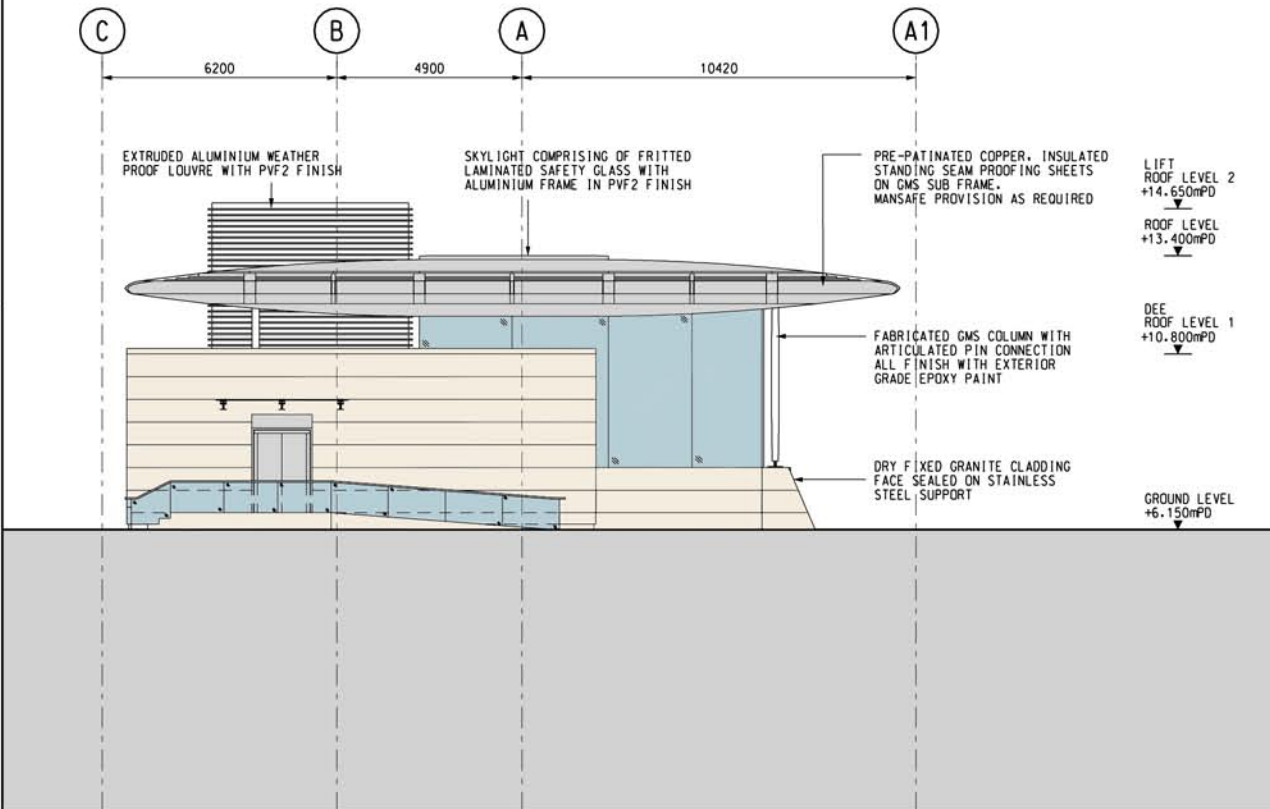 C
B
A
A1
6200
4900
10420
EXTRUDED ALUMINIUM WEATHER
PROOF LOUVRE WITH PVF2 FINISH
SKYLIGHT COMPRISING OF FRITTED
LAMINATED SAFETY GLASS WITH
ALUMINIUM FRAME IN PVF2 FINISH
PRE-PATINATED COPPER, INSULATED
STANDING SEAM PROOFING SHEETS
ON GMS SUB FRAME.
MANSAFE PROVISION AS REQUIRED
LIFT
ROOF LEVEL 2
+14.650mPD
ROOF LEVEL
+13.400mPD
DEE
ROOF LEVEL 1
+10.800mPD
FABRICATED GMS COLUMN WITH
ARTICULATED PIN CONNECTION
ALL FINISH WITH EXTERIOR
GRADE EPOXY PAINT
DRY FIXED GRANITE CLADDING
FACE SEALED ON STAINLESS
STEEL SUPPORT
GROUND LEVEL
+6.150mPD